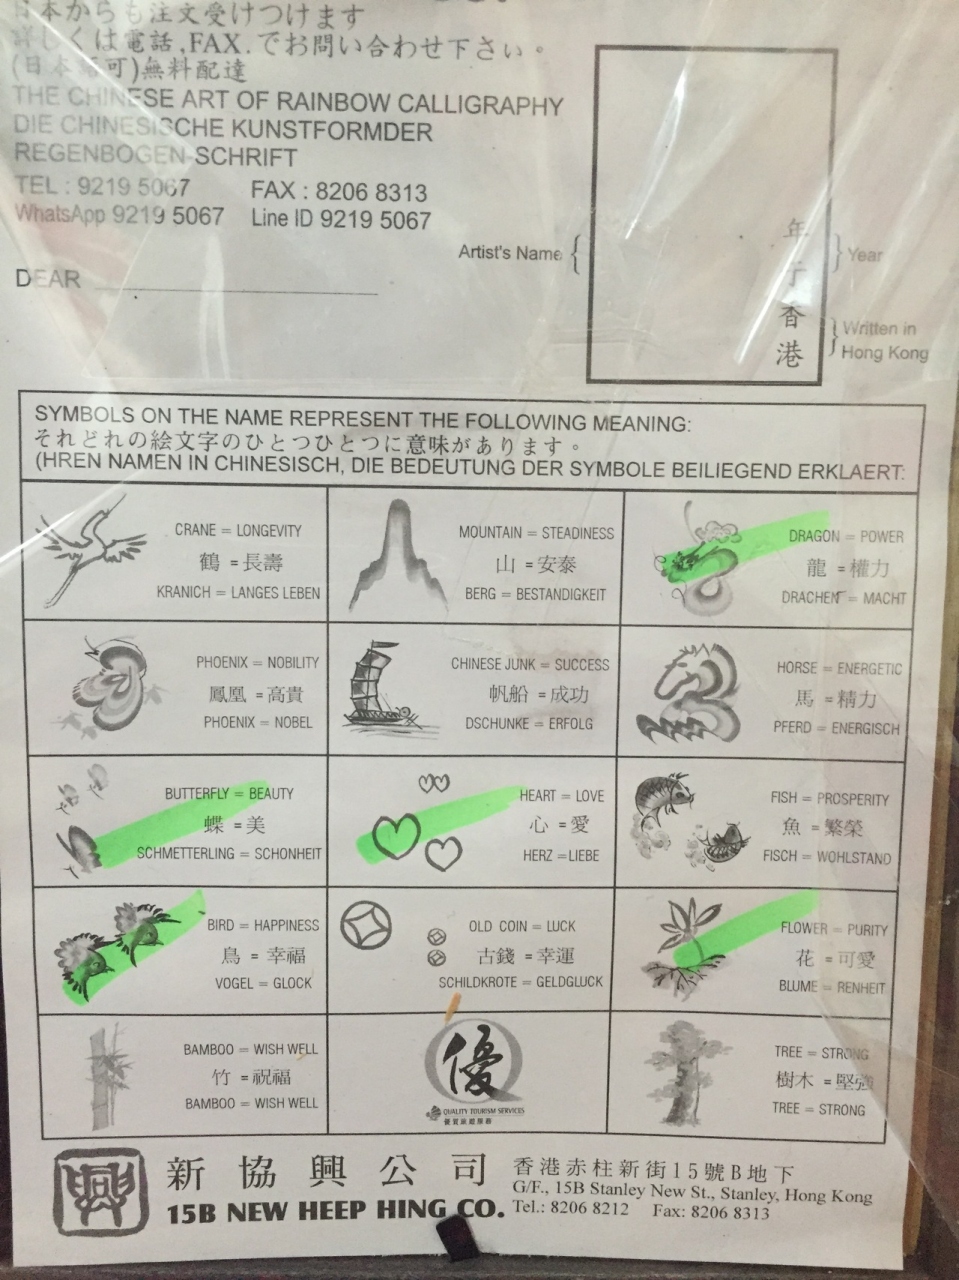 日本からも注文受けつけます
詳しくは電話,FAX.でお問い合わせ下さい。
(日本語可)無料配達
THE CHINESE ART OF RAINBOW CALLIGRAPHY
DIE CHINESISCHE KUNSTFORMDER
REGENBOGEN-SCHRIFT
TEL : 9219 5067 FAX : 8206 8313
WhatsApp 9219 5067 Line ID 9219 5067
Artist's Name
年
丁
香
港
Year
Written in
Hong Kong
DEAR
SYMBOLS ON THE NAME REPRESENT THE FOLLOWING MEANING:
それどれの絵文字のひとつひとつに意味があります。
(HREN NAMEN IN CHINESISCH, DIE BEDEUTUNG DER SYMBOLE BEILIEGEND ERKLAERT:
CRANE = LONGEVITY
鶴 = 長壽
KRANICH = LANGES LEBEN
MOUNTAIN = STEADINESS
山 = 安泰
BERG = BESTANDIGKEIT
DRAGON = POWER
龍 = 權力
DRACHEN = MACHT
PHOENIX = NOBILITY
鳳凰 = 高貴
PHOENIX = NOBEL
CHINESE JUNK = SUCCESS
帆船 = 成功
DSCHUNKE = ERFOLG
HORSE = ENERGETIC
馬 = 精力
PFERD = ENERGISCH
BUTTERFLY = BEAUTY
蝶 = 美
SCHMETTERLING = SCHONHEIT
HEART = LOVE
心 = 愛
HERZ = LIEBE
FISH = PROSPERITY
魚 = 繁榮
FISCH = WOHLSTAND
BIRD = HAPPINESS
鳥 = 幸福
VOGEL = GLOCK
OLD COIN = LUCK
古錢 = 幸運
SCHILDKROTE = GELDGLUCK
FLOWER = PURITY
花 = 可愛
BLUME = RENHEIT
BAMBOO = WISH WELL
竹 = 祝福
BAMBOO = WISH WELL
優
QUALITY TOURISM SERVICES
優質旅遊服務
TREE = STRONG
樹木 = 堅強
TREE = STRONG
興
新協興公司
15B NEW HEEP HING CO.
香港赤柱新街15號B地下
G/F., 15B Stanley New St., Stanley, Hong Kong
Tel.: 8206 8212 Fax: 8206 8313